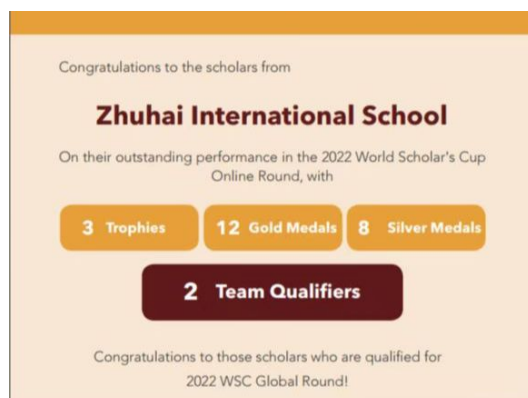 Congratulations to the scholars from
Zhuhai International School
On their outstanding performance in the 2022 World Scholar's Cup
Online Round, with
3 Trophies 12 Gold Medals 8 Silver Medals
2 Team Qualifiers
Congratulations to those scholars who are qualified for
2022 WSC Global Round!